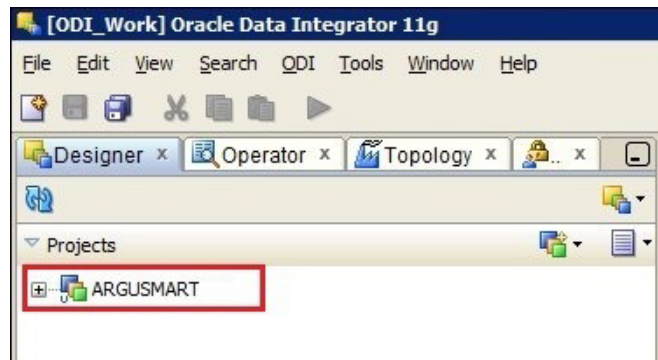 [ODI_Work] Oracle Data Integrator 11g
File Edit View Search ODI Tools Window Help
Designer x Operator x Topology x .. x
Projects
ARGUSMART